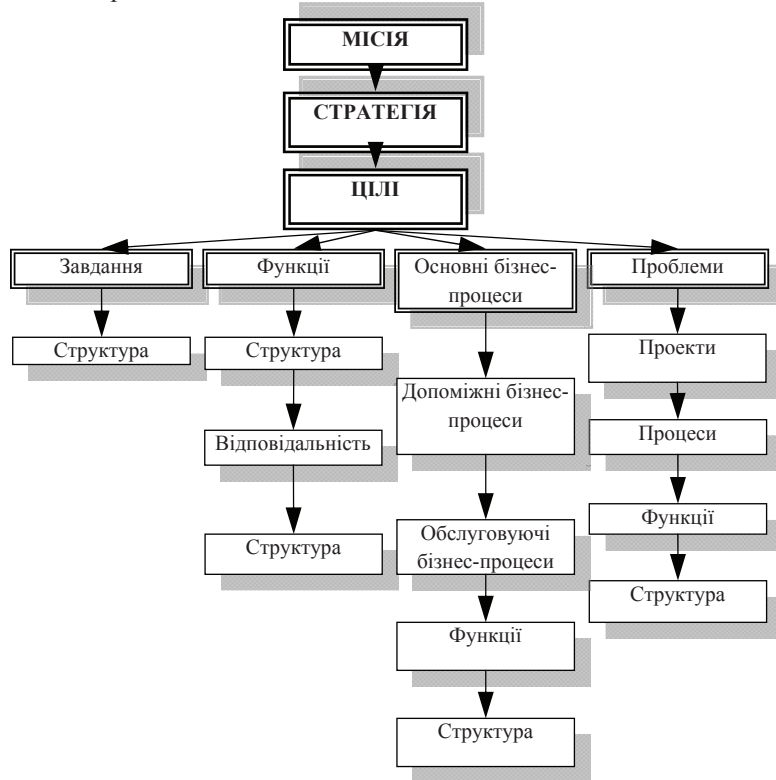 МІСІЯ
СТРАТЕГІЯ
ЦІЛІ
Завдання
Функції
Основні бізнес-
процеси
Проблеми
Структура
Структура
Проекти
Допоміжні бізнес-
процеси
Відповідальність
Процеси
Структура
Обслуговуючі
бізнес-процеси
Функції
Структура
Функції
Структура